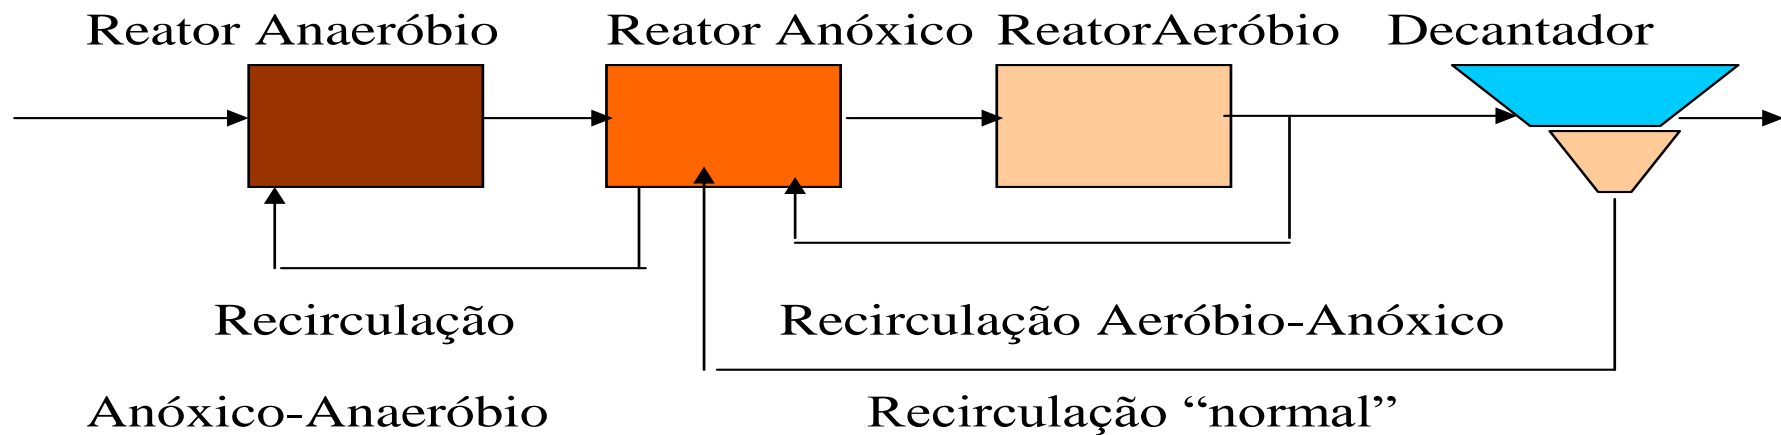 Reator Anaeróbio Reator Anóxico ReatorAeróbio Decantador
Recirculação Recirculação Aeróbio-Anóxico
Anóxico-Anaeróbio Recirculação “normal”